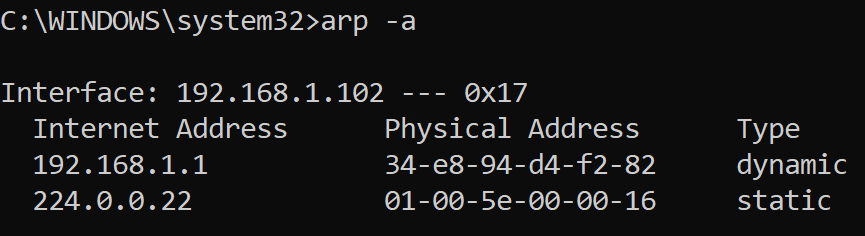 C:\WINDOWS\system32>arp -a
Interface: 192.168.1.102 --- 0x17
Internet Address Physical Address Type
192.168.1.1 34-e8-94-d4-f2-82 dynamic
224.0.0.22 01-00-5e-00-00-16 static